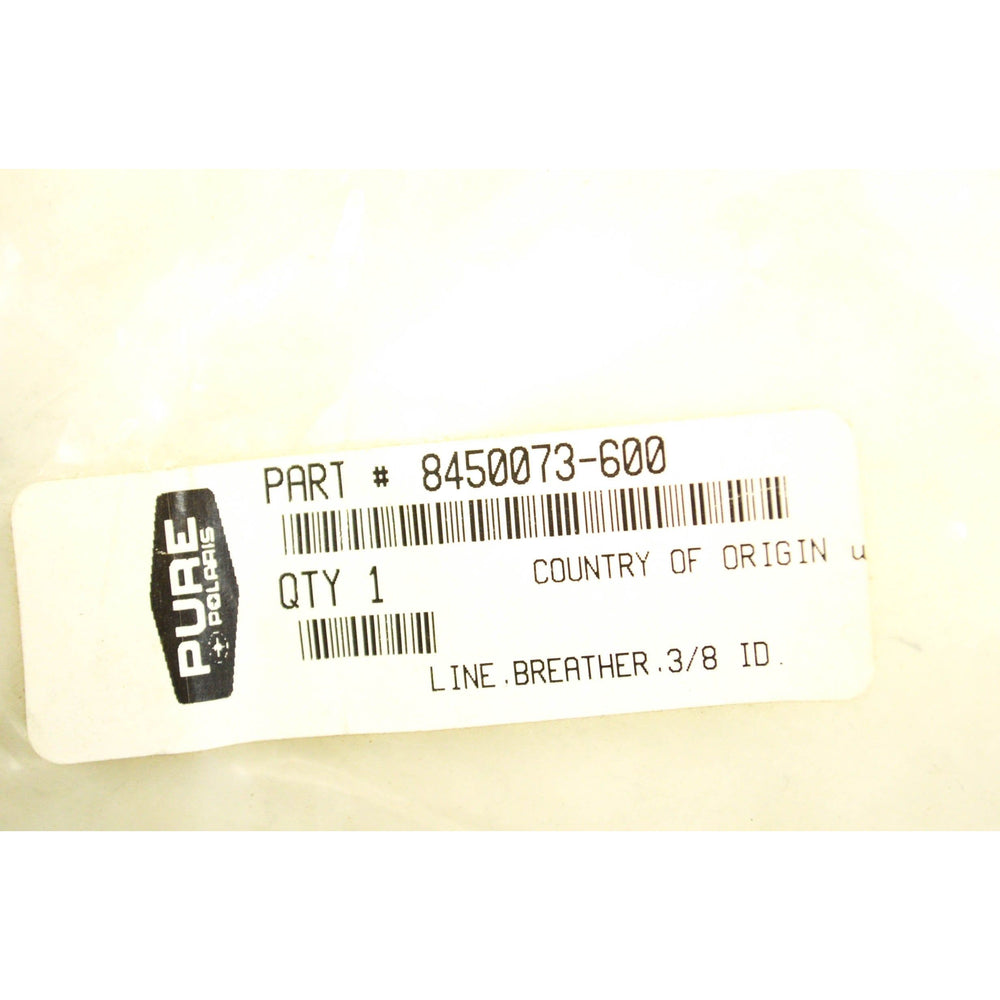 PURE
POLARIS
PART # 8450073-600
QTY 1
COUNTRY OF ORIGIN u
LINE.BREATHER.3/8 ID.